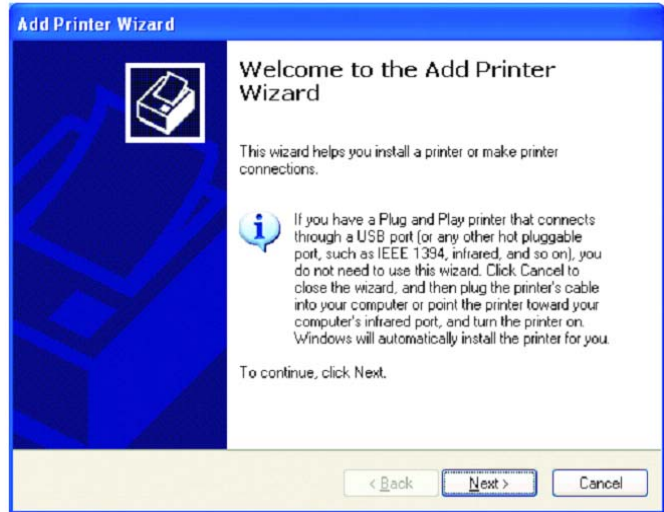 Add Printer Wizard
Welcome to the Add Printer
Wizard
This wizard helps you install a printer or make printer
connections.
If you have a Plug and Play printer that connects
through a USB port (or any other hot pluggable
port, such as IEEE 1394, infrared, and so on), you
do not need to use this wizard. Click Cancel to
close the wizard, and then plug the printer's cable
into your computer or point the printer toward your
computer's infrared port, and turn the printer on.
Windows will automatically install the printer for you.
To continue, click Next.
< Back Next > Cancel